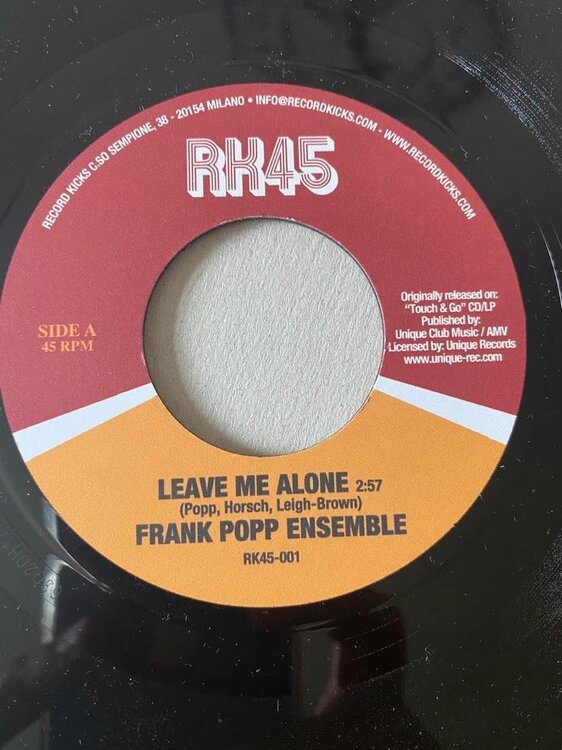 RECORD KICKS C.SO SEMPIONE, 38 - 20154 MILANO • INFO@RECORDKICKS.COM - WWW.RECORDKICKS.COM
RK45
SIDE A
45 RPM
Originally released on:
"Touch & Go" CD/LP
Published by:
Unique Club Music / AMV
Licensed by: Unique Records
www.unique-rec.com
LEAVE ME ALONE 2:57
(Popp, Horsch, Leigh-Brown)
FRANK POPP ENSEMBLE
RK45-001